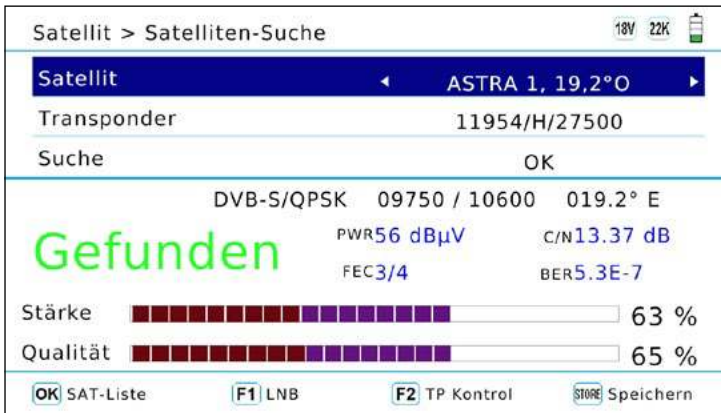 Satellit > Satelliten-Suche 18V 22K
Satellit ASTRA 1, 19,2°O
Transponder 11954/H/27500
Suche OK
DVB-S/QPSK 09750 / 10600 019.2° E
Gefunden
PWR56 dBµV C/N13.37 dB
FEC3/4 BER5.3E-7
Stärke 63 %
Qualität 65 %
OK SAT-Liste F1 LNB F2 TP Kontrol STORE Speichern